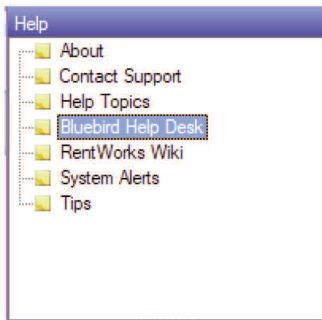 Help
About
Contact Support
Help Topics
Bluebird Help Desk
RentWorks Wiki
System Alerts
Tips